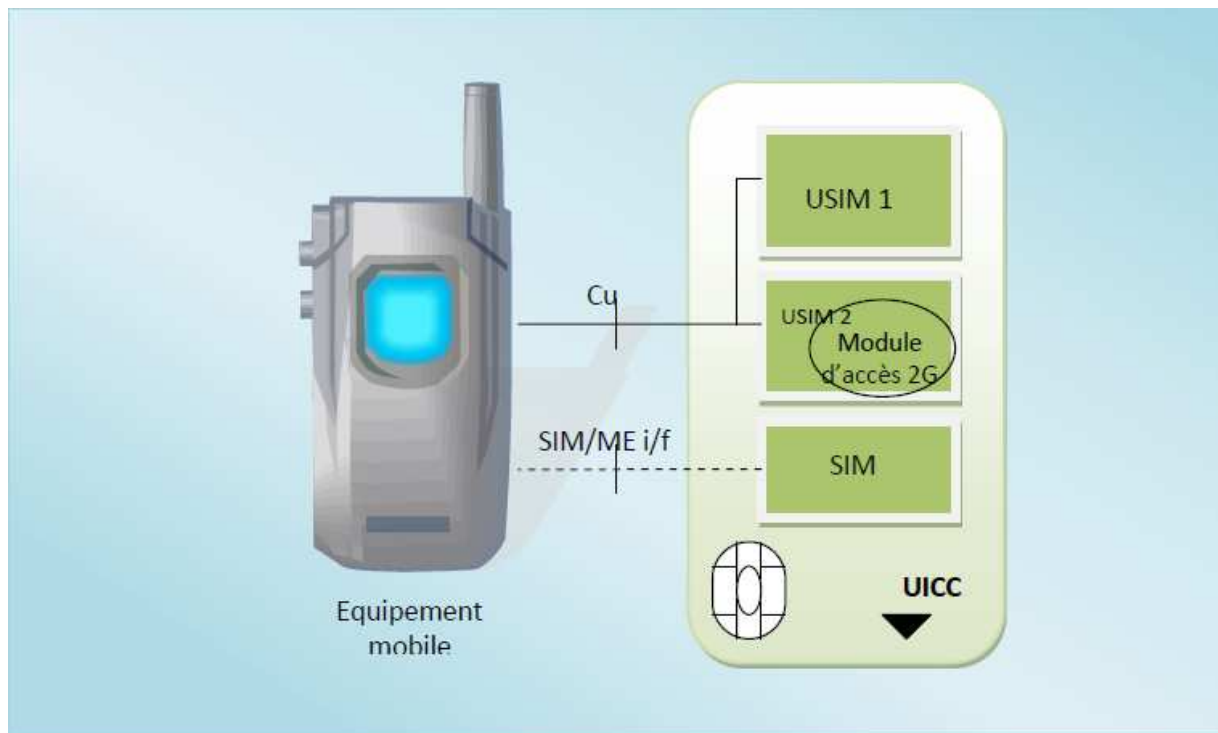 USIM 1
Cu
USIM 2
Module
d'accès 2G
SIM/ME i/f
SIM
UICC
Equipement
mobile